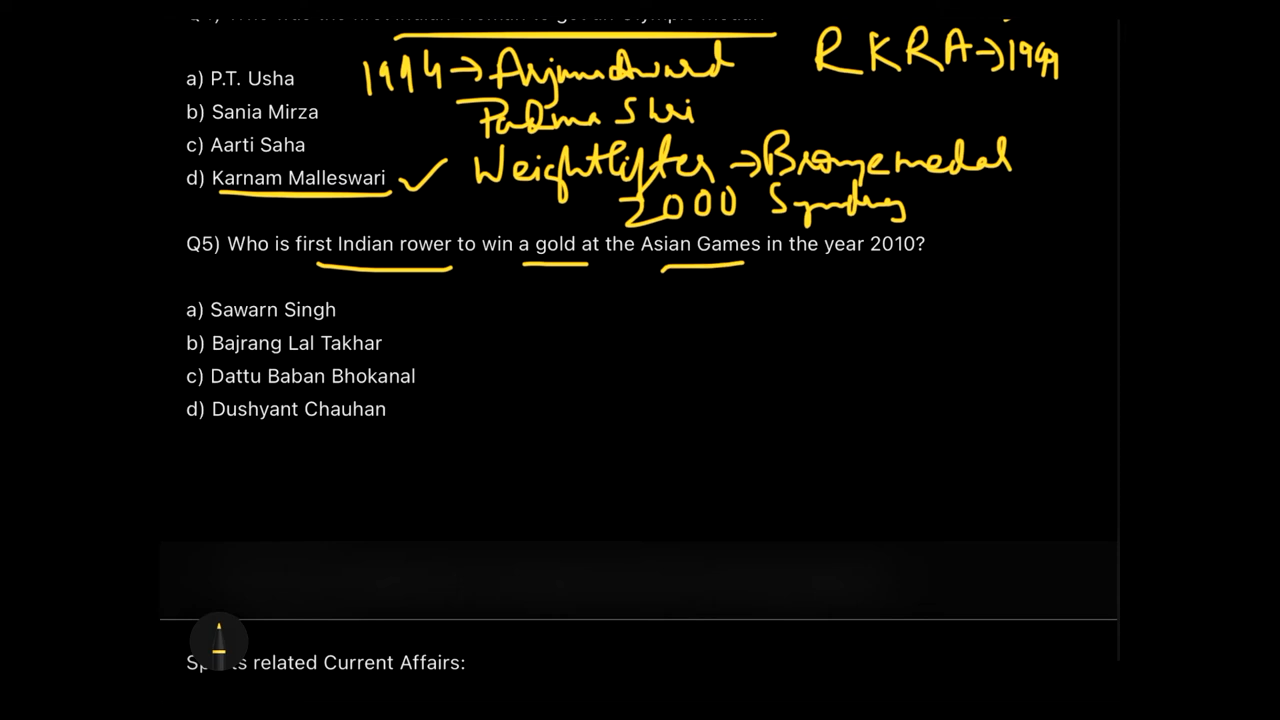 RKRA→1999
1994→Arjuna Award
a) P.T. Usha
Padma Shri
b) Sania Mirza
c) Aarti Saha
Weightlifter →Bronze medal
d) Karnam Malleswari
2000 Syndney
Q5) Who is first Indian rower to win a gold at the Asian Games in the year 2010?
a) Sawarn Singh
b) Bajrang Lal Takhar
c) Dattu Baban Bhokanal
d) Dushyant Chauhan
related Current Affairs: